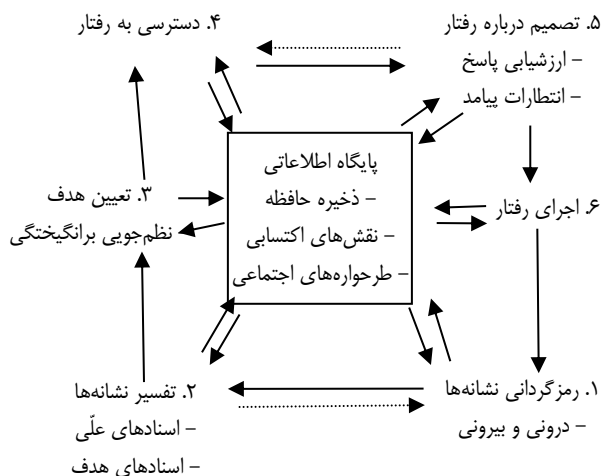 ۵. تصمیم درباره رفتار
– ارزشیابی پاسخ
– انتظارات پیامد
۴. دسترسی به رفتار
پایگاه اطلاعاتی
– ذخیره حافظه
– نقش‌های اکتسابی
– طرحواره‌های اجتماعی
۶. اجرای رفتار
۳. تعیین هدف
نظم‌جویی برانگیختگی
۱. رمزگردانی نشانه‌ها
– درونی و بیرونی
۲. تفسیر نشانه‌ها
– اسنادهای علّی
– اسنادهای هدف